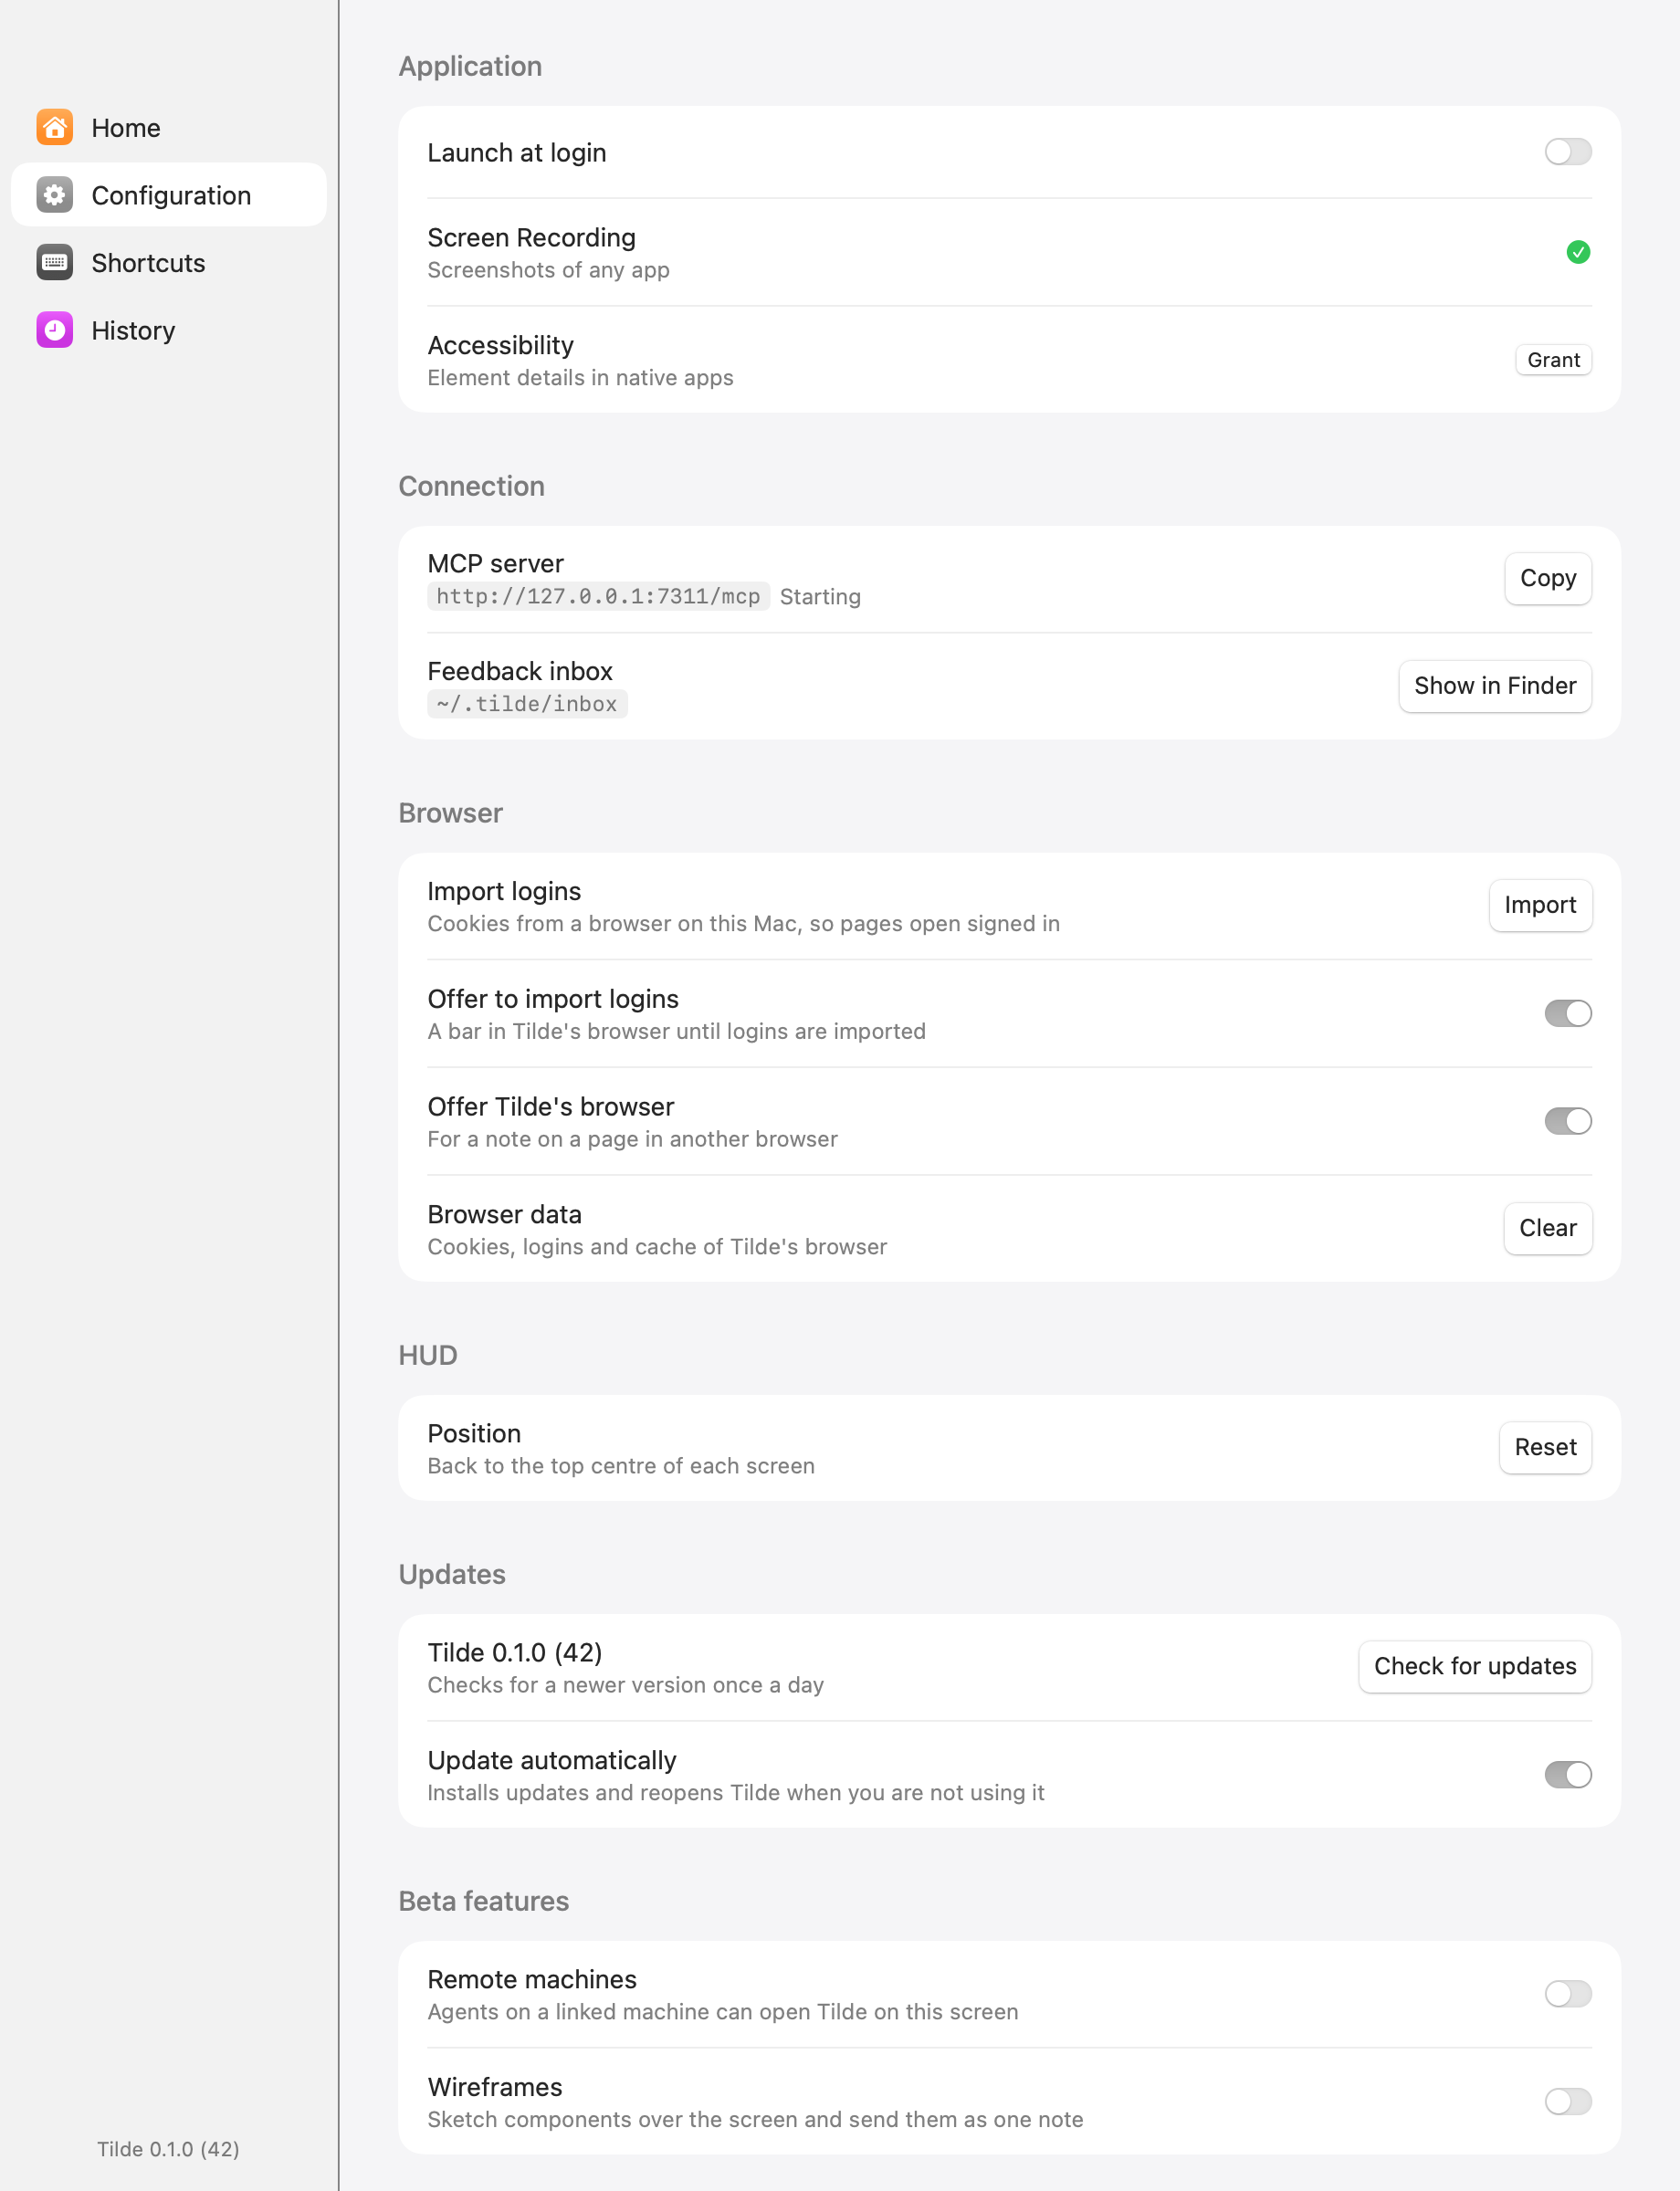 Home
Configuration
Shortcuts
History
Tilde 0.1.0 (42)
Application
Launch at login
Screen Recording
Screenshots of any app
Accessibility
Element details in native apps
Grant
Connection
MCP server
http://127.0.0.1:7311/mcp Starting
Copy
Feedback inbox
~/.tilde/inbox
Show in Finder
Browser
Import logins
Cookies from a browser on this Mac, so pages open signed in
Import
Offer to import logins
A bar in Tilde's browser until logins are imported
Offer Tilde's browser
For a note on a page in another browser
Browser data
Cookies, logins and cache of Tilde's browser
Clear
HUD
Position
Back to the top centre of each screen
Reset
Updates
Tilde 0.1.0 (42)
Checks for a newer version once a day
Check for updates
Update automatically
Installs updates and reopens Tilde when you are not using it
Beta features
Remote machines
Agents on a linked machine can open Tilde on this screen
Wireframes
Sketch components over the screen and send them as one note